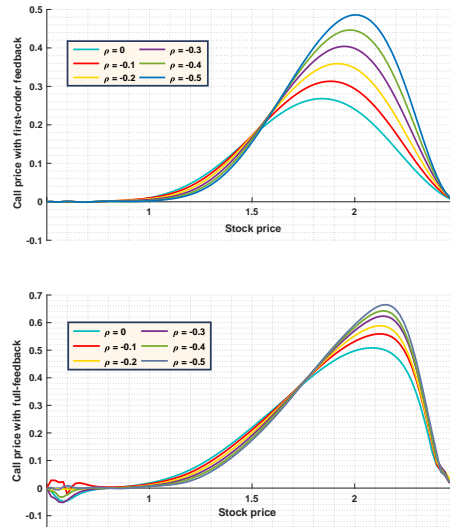 Call price with first-order feedback
0.5
0.4
0.3
0.2
0.1
0
-0.1
ρ = 0
ρ = -0.1
ρ = -0.2
ρ = -0.3
ρ = -0.4
ρ = -0.5
1
1.5
2
Stock price
Call price with full-feedback
0.7
0.6
0.5
0.4
0.3
0.2
0.1
0
-0.1
ρ = 0
ρ = -0.1
ρ = -0.2
ρ = -0.3
ρ = -0.4
ρ = -0.5
1
1.5
2
Stock price